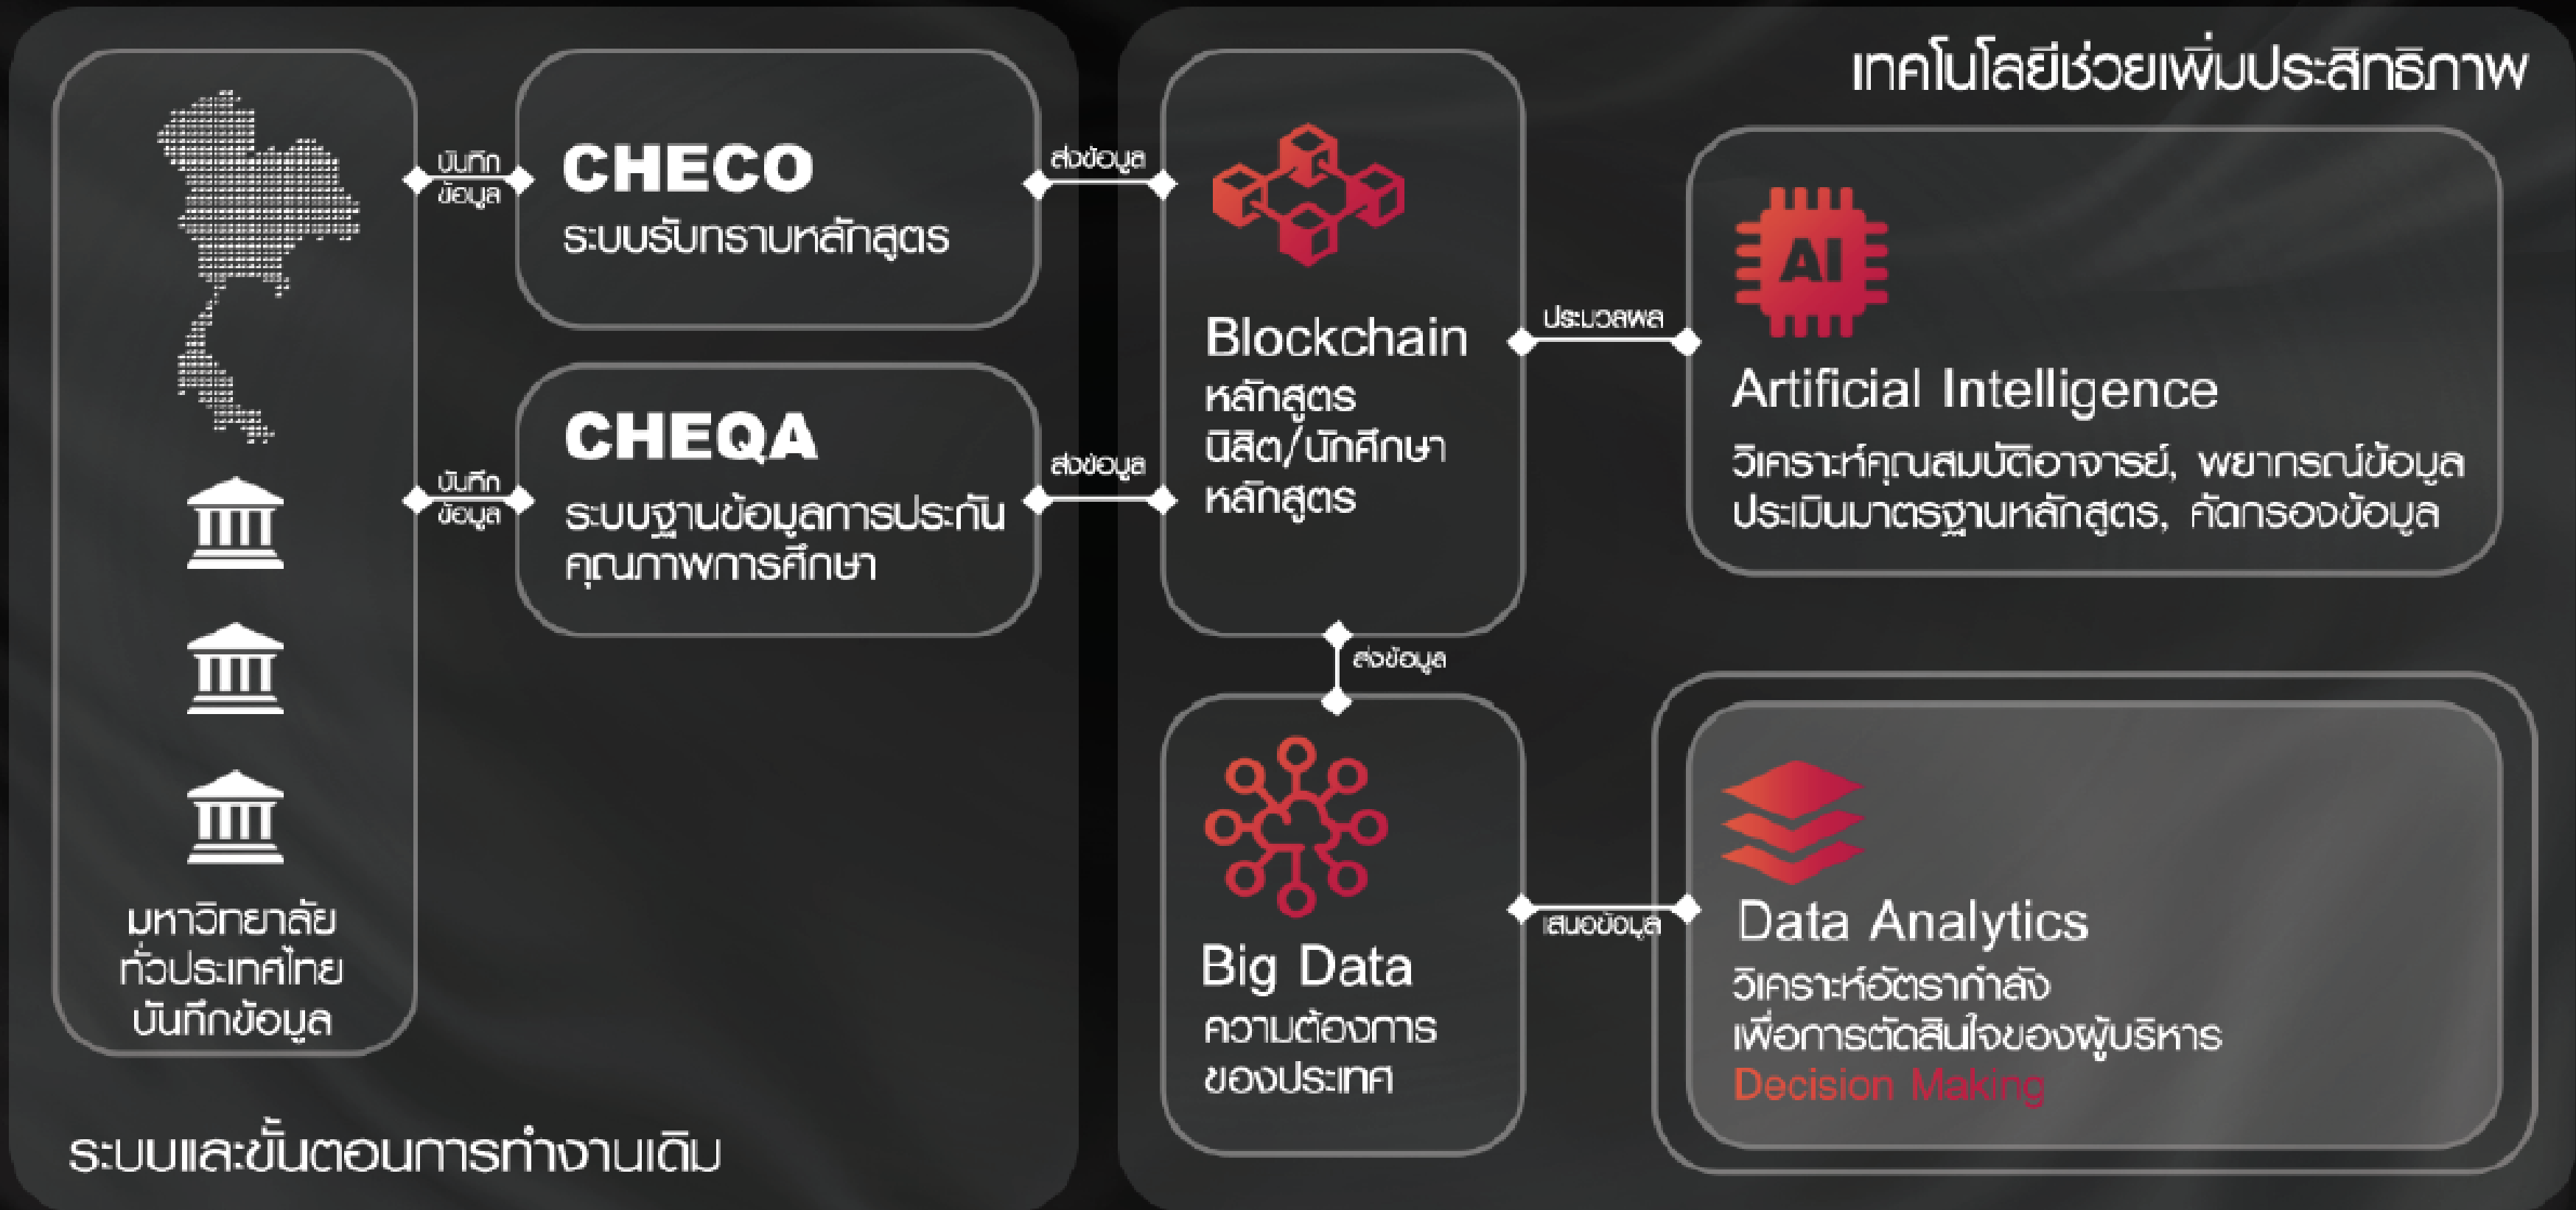 มหาวิทยาลัย
ทั่วประเทศไทย
บันทึกข้อมูล
บันทึก
ข้อมูล
CHECO
ระบบรับทราบหลักสูตร
บันทึก
ข้อมูล
CHEQA
ระบบฐานข้อมูลการประกัน
คุณภาพการศึกษา
ระบบและขั้นตอนการทำงานเดิม
ส่งข้อมูล
ส่งข้อมูล
เทคโนโลยีช่วยเพิ่มประสิทธิภาพ
Blockchain
หลักสูตร
นิสิต/นักศึกษา
หลักสูตร
ประมวลผล
AI
Artificial Intelligence
วิเคราะห์คุณสมบัติอาจารย์, พยากรณ์ข้อมูล
ประเมินมาตรฐานหลักสูตร, คัดกรองข้อมูล
ส่งข้อมูล
Big Data
ความต้องการ
ของประเทศ
เสนอข้อมูล
Data Analytics
วิเคราะห์อัตรากำลัง
เพื่อการตัดสินใจของผู้บริหาร
Decision Making